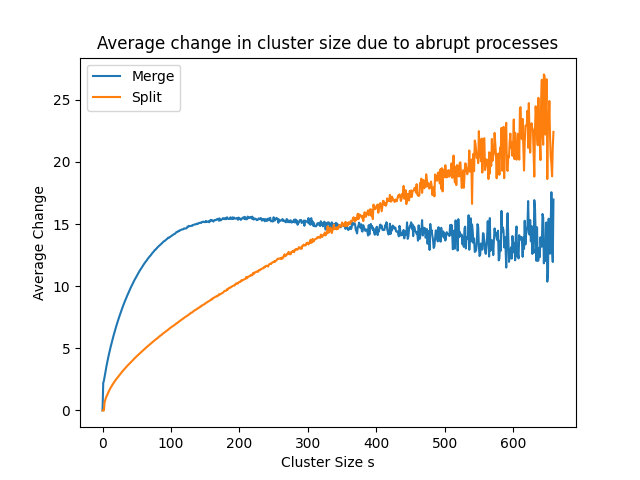 Average change in cluster size due to abrupt processes
Merge
Split
25
20
15
10
5
0
Average Change
0 100 200 300 400 500 600
Cluster Size s